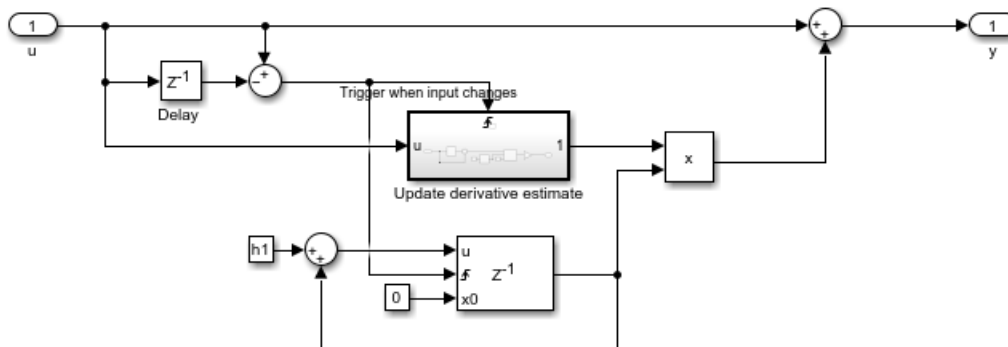 1
u
+
+
1
y
Z-1
-
+
Delay
Trigger when input changes
u
1
Update derivative estimate
x
h1
+
+
u
Z-1
0
x0